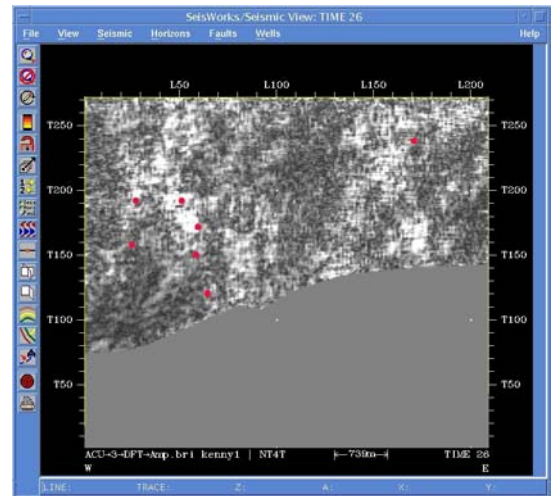 SeisWorks/Seismic View: TIME 26
File View Seismic Horizons Faults Wells Help
L50 L100 L150 L200
T250 T250
T200 T200
T150 T150
T100 T100
T50 T50
ACU→3→DFT→Amp.bri kenny1 | NT4T |←739m→| TIME 26
W E
LINE: TRACE: Z: A: X: Y: